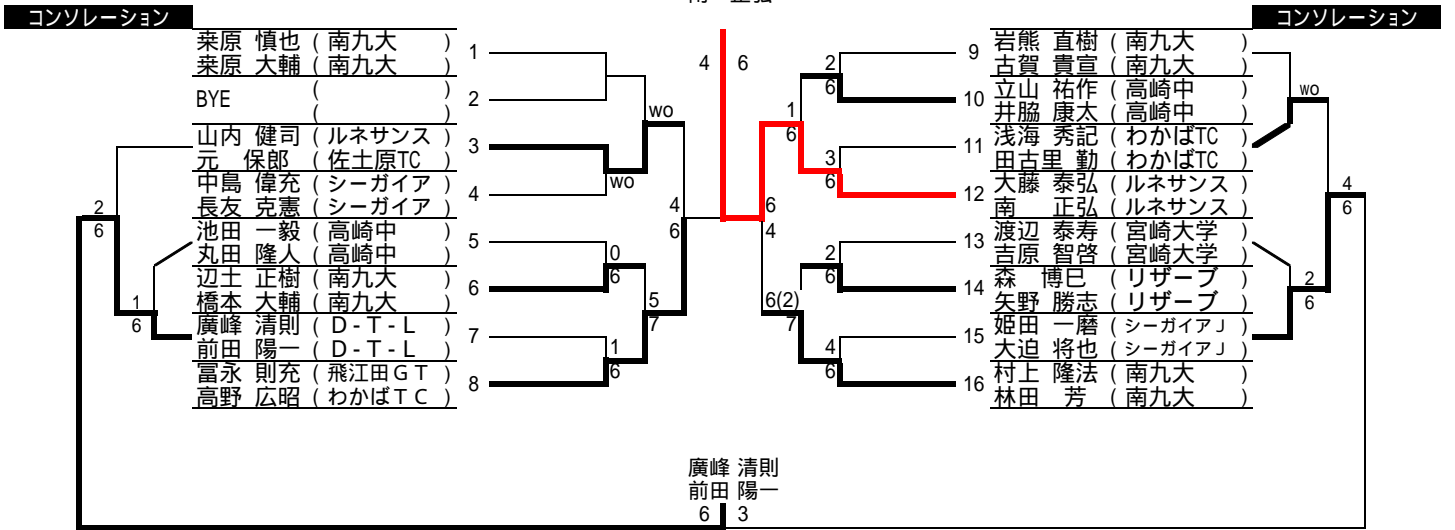 コンソレーション
コンソレーション
4 6
来原 慎也 ( 南九大 ) 1
来原 大輔 ( 南九大 )
BYE ( ) 2
( )
山内 健司 ( ルネサンス ) 3
元 保郎 ( 佐土原TC )
中島 偉充 ( シーガイア ) 4
長友 克憲 ( シーガイア )
池田 一毅 ( 高崎中 ) 5
丸田 隆人 ( 高崎中 )
辺土 正樹 ( 南九大 ) 6
橋本 大輔 ( 南九大 )
廣峰 清則 ( D-T-L ) 7
前田 陽一 ( D-T-L )
冨永 則充 ( 飛江田GT ) 8
高野 広昭 ( わかばTC )
wo
wo
4
6
0
6
5
7
1
6
2
6
1
6
9 岩熊 直樹 ( 南九大 )
古賀 貴宣 ( 南九大 )
10 立山 祐作 ( 高崎中 )
井脇 康太 ( 高崎中 )
11 浅海 秀記 ( わかばTC )
田古里 勤 ( わかばTC )
12 大藤 泰弘 ( ルネサンス )
南 正弘 ( ルネサンス )
13 渡辺 泰寿 ( 宮崎大学 )
吉原 智啓 ( 宮崎大学 )
14 森 博巳 ( リザーブ )
矢野 勝志 ( リザーブ )
15 姫田 一磨 ( シーガイアJ )
大迫 将也 ( シーガイアJ )
16 村上 隆法 ( 南九大 )
林田 芳 ( 南九大 )
2
6
1
6
3
6
6
4
2
6
6(2)
7
4
6
wo
4
6
2
6
廣峰 清則
前田 陽一
6 3